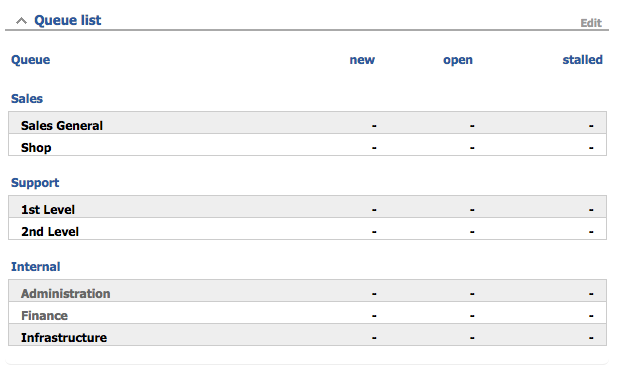 Queue list Edit
Queue new open stalled
Sales
Sales General - - -
Shop - - -
Support
1st Level - - -
2nd Level - - -
Internal
Administration - - -
Finance - - -
Infrastructure - - -